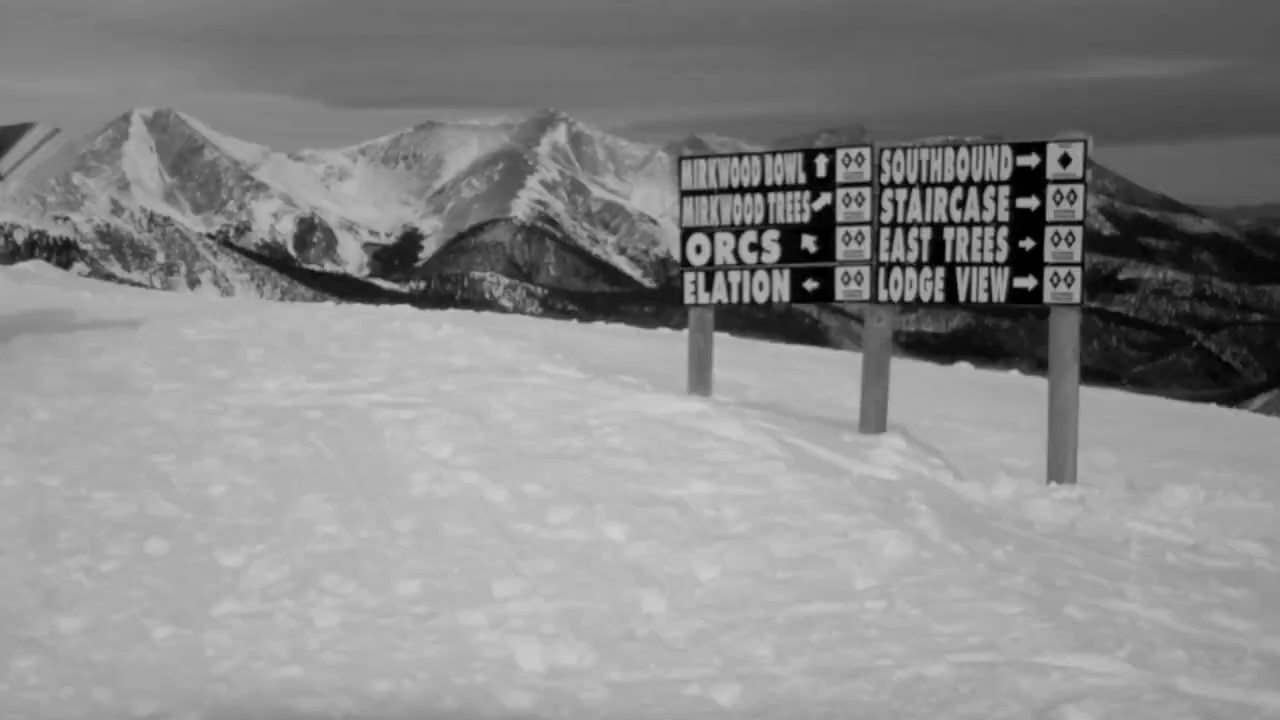 MIRKWOOD BOWL
MIRKWOOD TREES
ORCS
ELATION
SOUTHBOUND
STAIRCASE
EAST TREES
LODGE VIEW